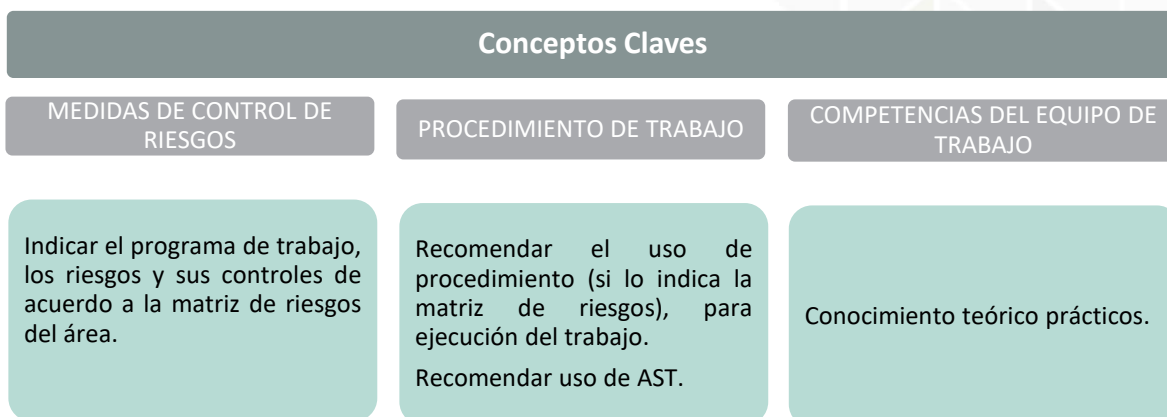 Conceptos Claves
MEDIDAS DE CONTROL DE
RIESGOS
PROCEDIMIENTO DE TRABAJO
COMPETENCIAS DEL EQUIPO DE
TRABAJO
Indicar el programa de trabajo,
los riesgos y sus controles de
acuerdo a la matriz de riesgos
del área.
Recomendar el uso de
procedimiento (si lo indica la
matriz de riesgos), para
ejecución del trabajo.
Recomendar uso de AST.
Conocimiento teórico prácticos.